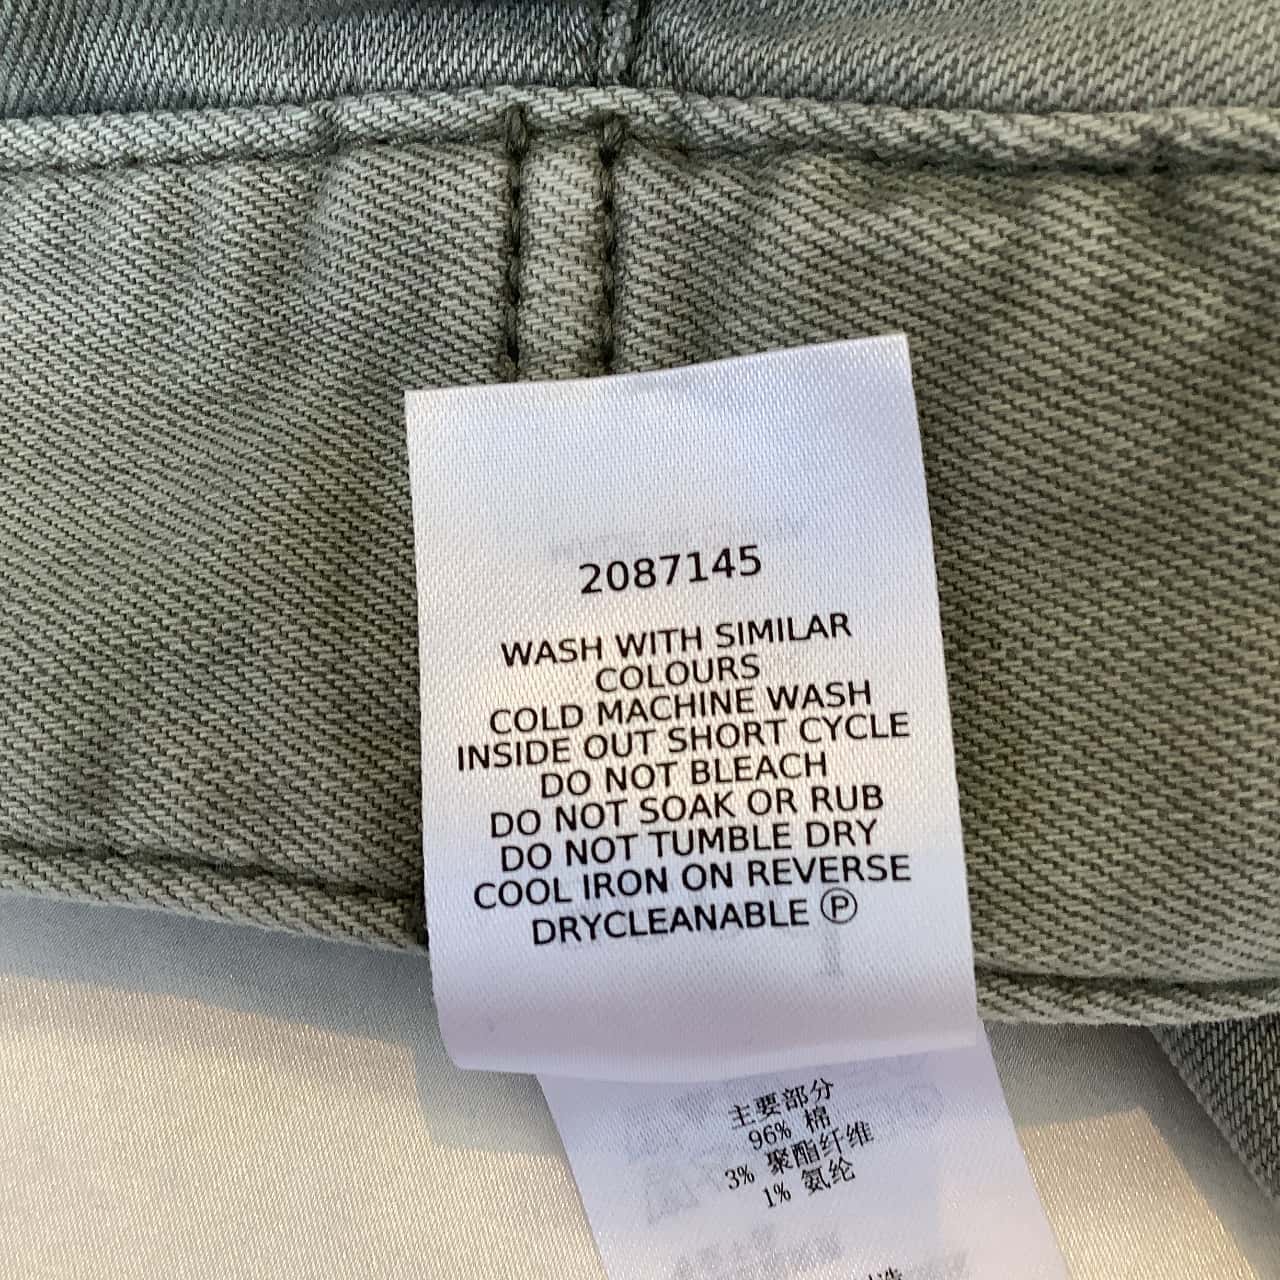 2087145
WASH WITH SIMILAR
COLOURS
COLD MACHINE WASH
INSIDE OUT SHORT CYCLE
DO NOT BLEACH
DO NOT SOAK OR RUB
DO NOT TUMBLE DRY
COOL IRON ON REVERSE
DRYCLEANABLE Ⓟ
主要部分
96% 棉
3% 聚酯纤维
1% 氨纶